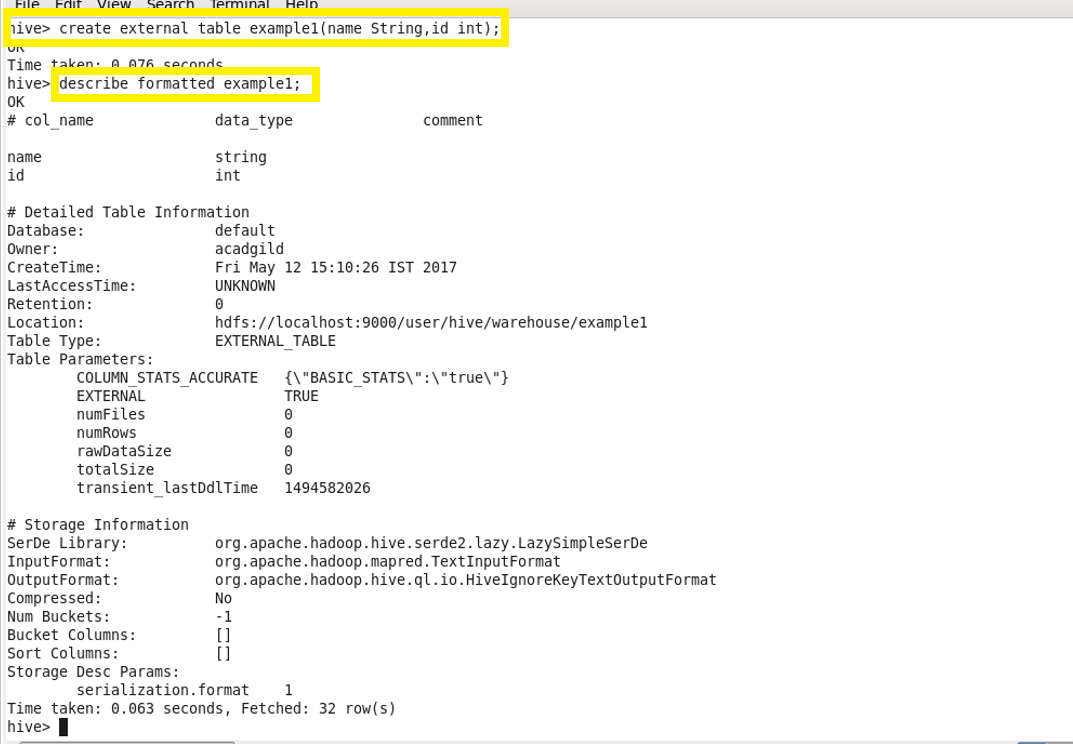 File Edit View Search Terminal Help
hive> create external table example1(name String,id int);
OK
Time taken: 0.076 seconds
hive> describe formatted example1;
OK
# col_name data_type comment
name string
id int
# Detailed Table Information
Database: default
Owner: acadgild
CreateTime: Fri May 12 15:10:26 IST 2017
LastAccessTime: UNKNOWN
Retention: 0
Location: hdfs://localhost:9000/user/hive/warehouse/example1
Table Type: EXTERNAL_TABLE
Table Parameters:
COLUMN_STATS_ACCURATE {\"BASIC_STATS\":\"true\"}
EXTERNAL TRUE
numFiles 0
numRows 0
rawDataSize 0
totalSize 0
transient_lastDdlTime 1494582026
# Storage Information
SerDe Library: org.apache.hadoop.hive.serde2.lazy.LazySimpleSerDe
InputFormat: org.apache.hadoop.mapred.TextInputFormat
OutputFormat: org.apache.hadoop.hive.ql.io.HiveIgnoreKeyTextOutputFormat
Compressed: No
Num Buckets: -1
Bucket Columns: []
Sort Columns: []
Storage Desc Params:
serialization.format 1
Time taken: 0.063 seconds, Fetched: 32 row(s)
hive>